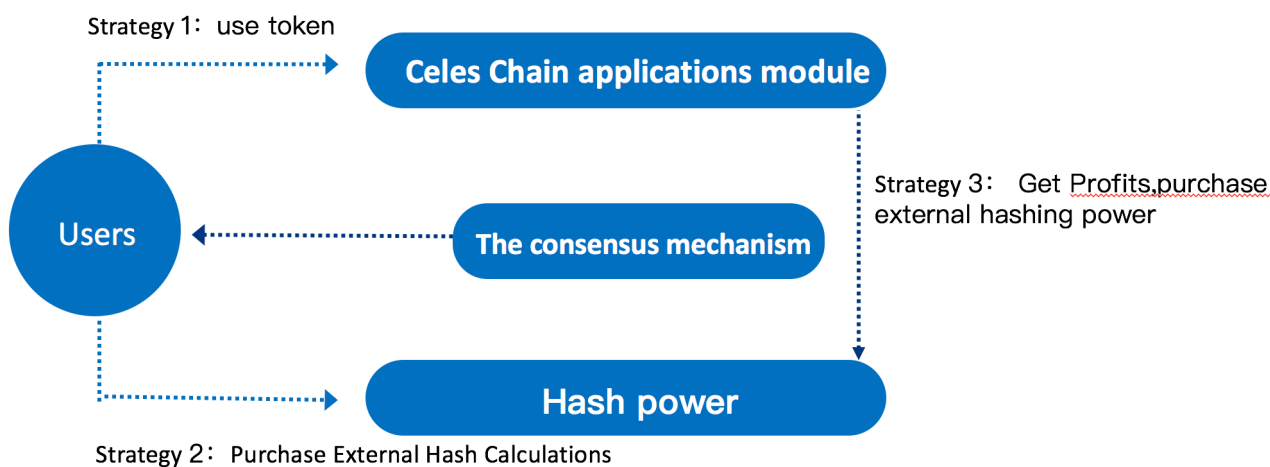 Strategy 1： use token
Celes Chain applications module
Strategy 3： Get Profits,purchase
external hashing power
Users
The consensus mechanism
Hash power
Strategy 2： Purchase External Hash Calculations